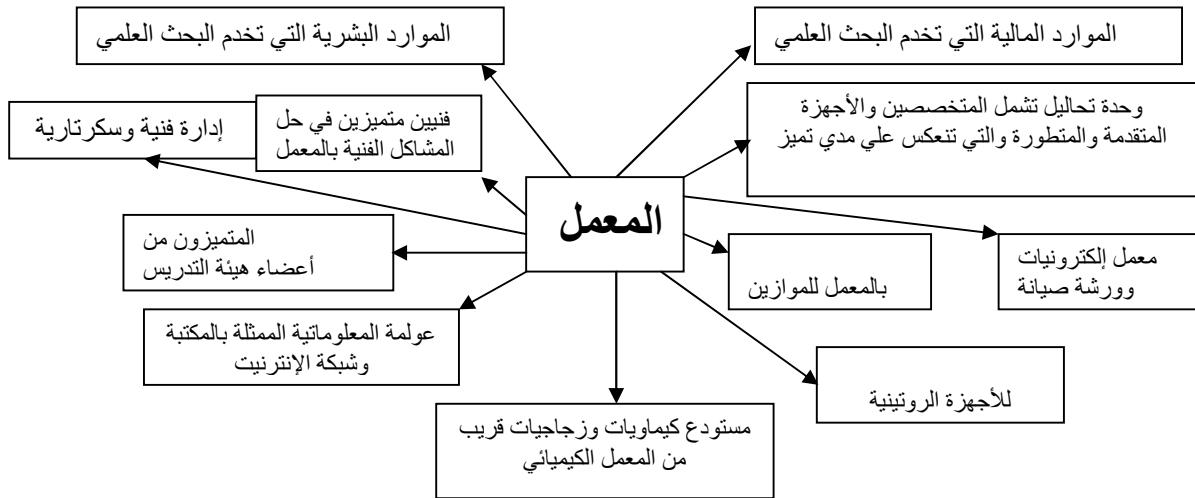 الموارد المالية التي تخدم البحث العلمي
الموارد البشرية التي تخدم البحث العلمي
وحدة تحاليل تشمل المتخصصين والأجهزة
المتقدمة والمتطورة والتي تنعكس علي مدي تميز
فنيين متميزين في حل
المشاكل الفنية بالمعمل
إدارة فنية وسكرتارية
المعمل
معمل إلكترونيات
وورشة صيانة
بالمعمل للموازين
المتميزون من
أعضاء هيئة التدريس
عولمة المعلوماتية الممثلة بالمكتبة
وشبكة الإنترنيت
للأجهزة الروتينية
مستودع كيماويات وزجاجيات قريب
من المعمل الكيميائي